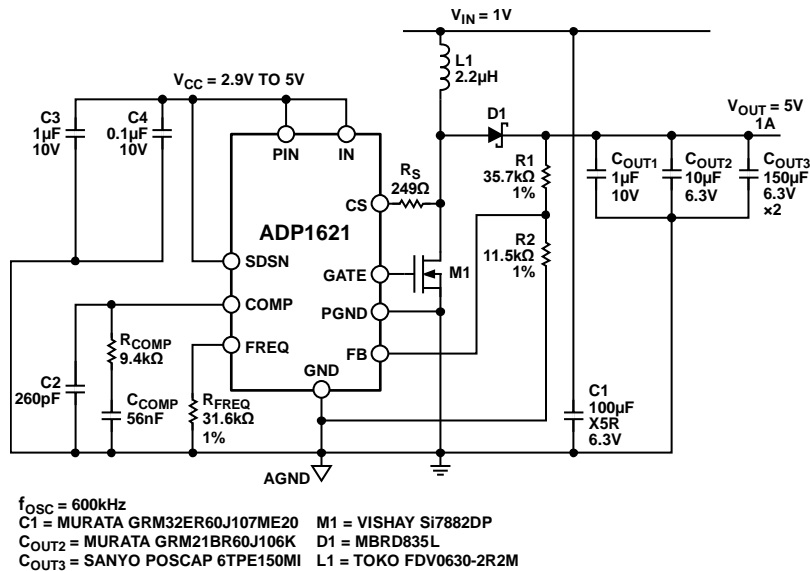 V_IN = 1V
L1
2.2µH
V_CC = 2.9V TO 5V
C3
1µF
10V
C4
0.1µF
10V
PIN
IN
D1
V_OUT = 5V
1A
R_S
249Ω
R1
35.7kΩ
1%
C_OUT1
1µF
10V
C_OUT2
10µF
6.3V
C_OUT3
150µF
6.3V
×2
CS
ADP1621
R2
11.5kΩ
1%
SDSN
GATE
M1
COMP
PGND
R_COMP
9.4kΩ
FREQ
FB
GND
C2
260pF
C_COMP
56nF
R_FREQ
31.6kΩ
1%
C1
100µF
X5R
6.3V
AGND
f_OSC = 600kHz
C1 = MURATA GRM32ER60J107ME20 M1 = VISHAY Si7882DP
C_OUT2 = MURATA GRM21BR60J106K D1 = MBRD835L
C_OUT3 = SANYO POSCAP 6TPE150MI L1 = TOKO FDV0630-2R2M